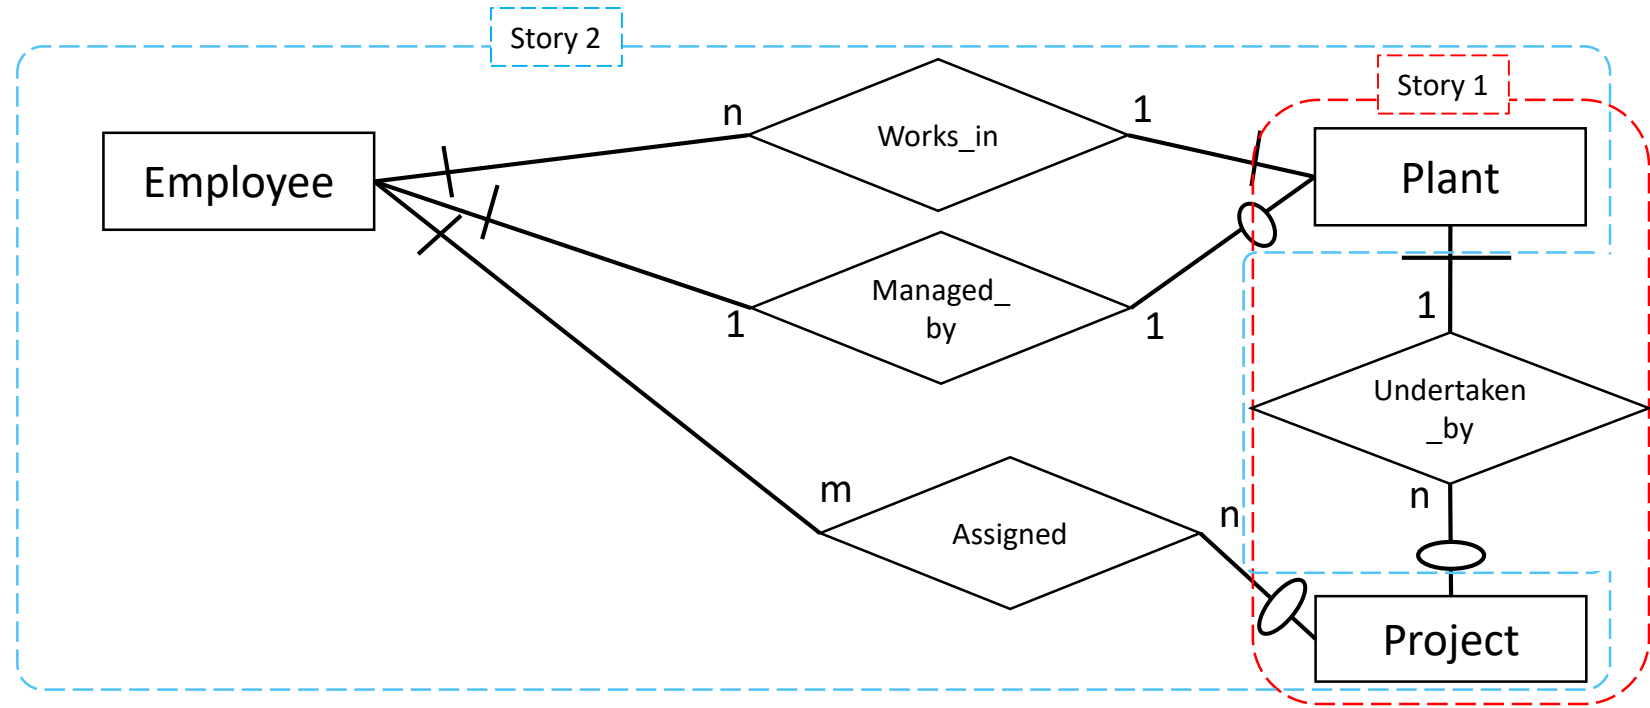 Story 2
Story 1
n
1
Works_in
Employee
Plant
Managed_
by
1
1
1
Undertaken
_by
m
n
n
Assigned
Project